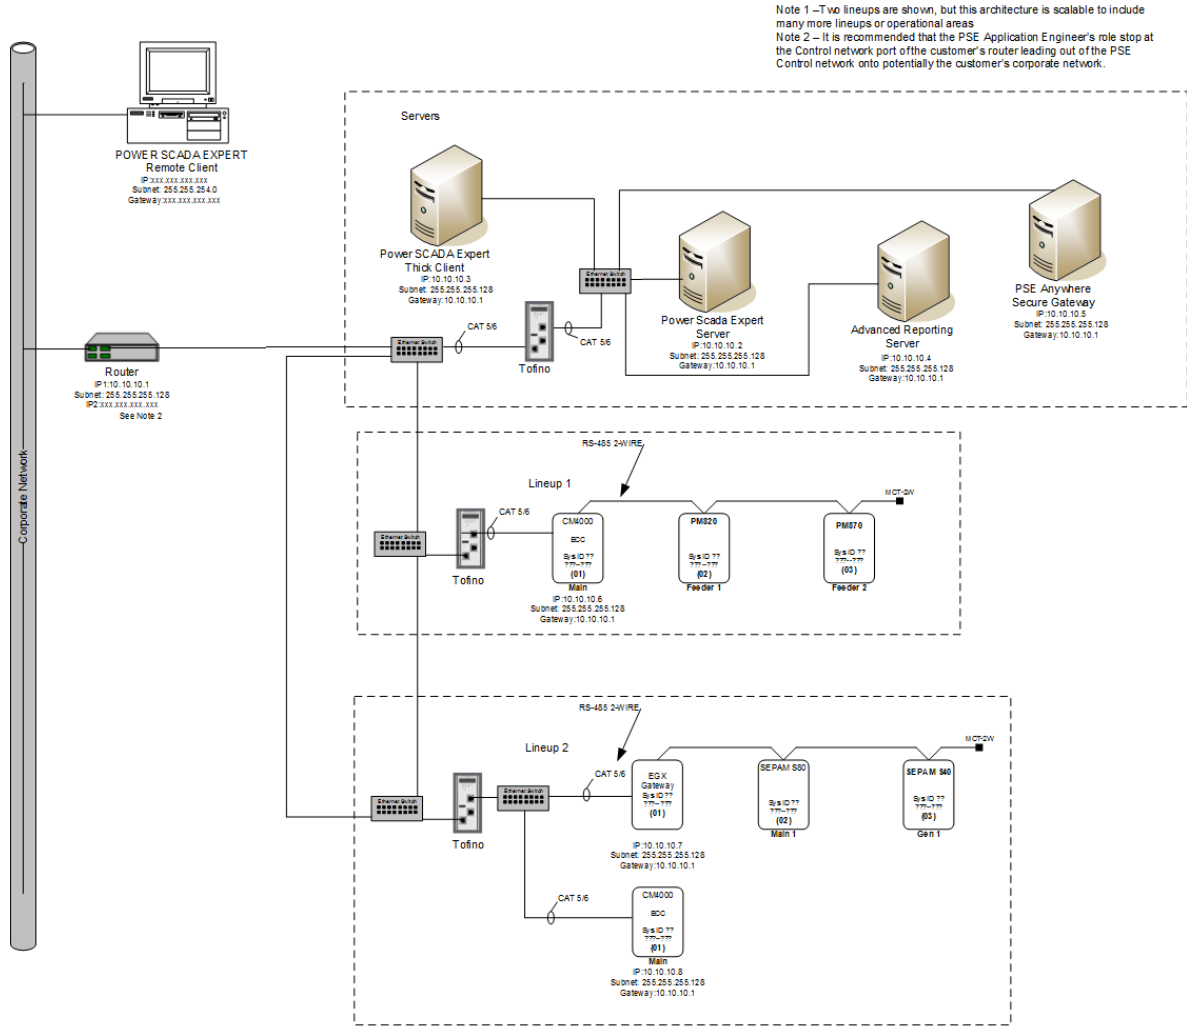 Note 1 –Two lineups are shown, but this architecture is scalable to include
many more lineups or operational areas
Note 2 – It is recommended that the PSE Application Engineer's role stop at
the Control network port of the customer's router leading out of the PSE
Control network onto potentially the customer's corporate network.
POWER SCADA EXPERT
Remote Client
IP:xxx.xxx.xxx.xxx
Subnet: 255.255.254.0
Gateway:xxx.xxx.xxx.xxx
Servers
Power SCADA Expert
Thick Client
IP:10.10.10.3
Subnet: 255.255.255.128
Gateway:10.10.10.1
Ethernet Switch
Power Scada Expert
Server
IP:10.10.10.2
Subnet: 255.255.255.128
Gateway:10.10.10.1
Advanced Reporting
Server
IP:10.10.10.4
Subnet: 255.255.255.128
Gateway:10.10.10.1
PSE Anywhere
Secure Gateway
IP:10.10.10.5
Subnet: 255.255.255.128
Gateway:10.10.10.1
CAT 5/6
CAT 5/6
Tofino
Ethernet Switch
Router
IP1:10.10.10.1
Subnet: 255.255.255.128
IP2:xxx.xxx.xxx.xxx
See Note 2
Corporate Network
RS-485 2-WIRE
Lineup 1
MCT-2W
CAT 5/6
Ethernet Switch
Tofino
CM4000
ECC
Sys ID ??
???--???
(01)
Main
IP:10.10.10.6
Subnet: 255.255.255.128
Gateway:10.10.10.1
PM820
Sys ID ??
???--???
(02)
Feeder 1
PM870
Sys ID ??
???--???
(03)
Feeder 2
RS-485 2-WIRE
Lineup 2
MCT-2W
CAT 5/6
Ethernet Switch
Tofino
Ethernet Switch
EGX
Gateway
Sys ID ??
???--???
(01)
IP:10.10.10.7
Subnet: 255.255.255.128
Gateway:10.10.10.1
SEPAM S80
Sys ID ??
???--???
(02)
Main 1
SEPAM S40
Sys ID ??
???--???
(03)
Gen 1
CAT 5/6
CM4000
ECC
Sys ID ??
???--???
(01)
Main
IP:10.10.10.8
Subnet: 255.255.255.128
Gateway:10.10.10.1